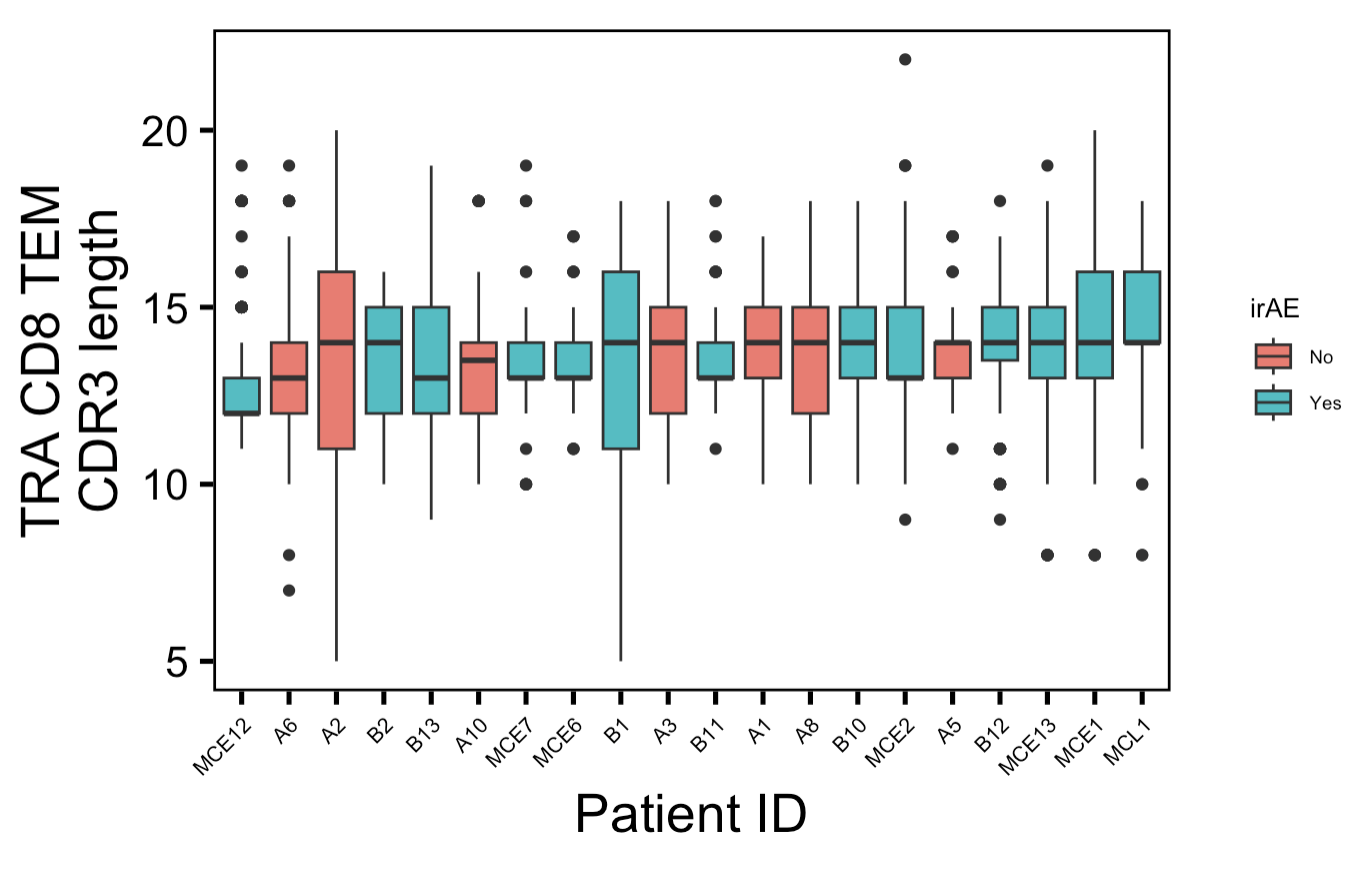 TRA CD8 TEM
CDR3 length
20
15
10
5
MCE12 A6 A2 B2 B13 A10 MCE7 MCE6 B1 A3 B11 A1 A8 B10 MCE2 A5 B12 MCE13 MCE1 MCL1
Patient ID
irAE
No
Yes